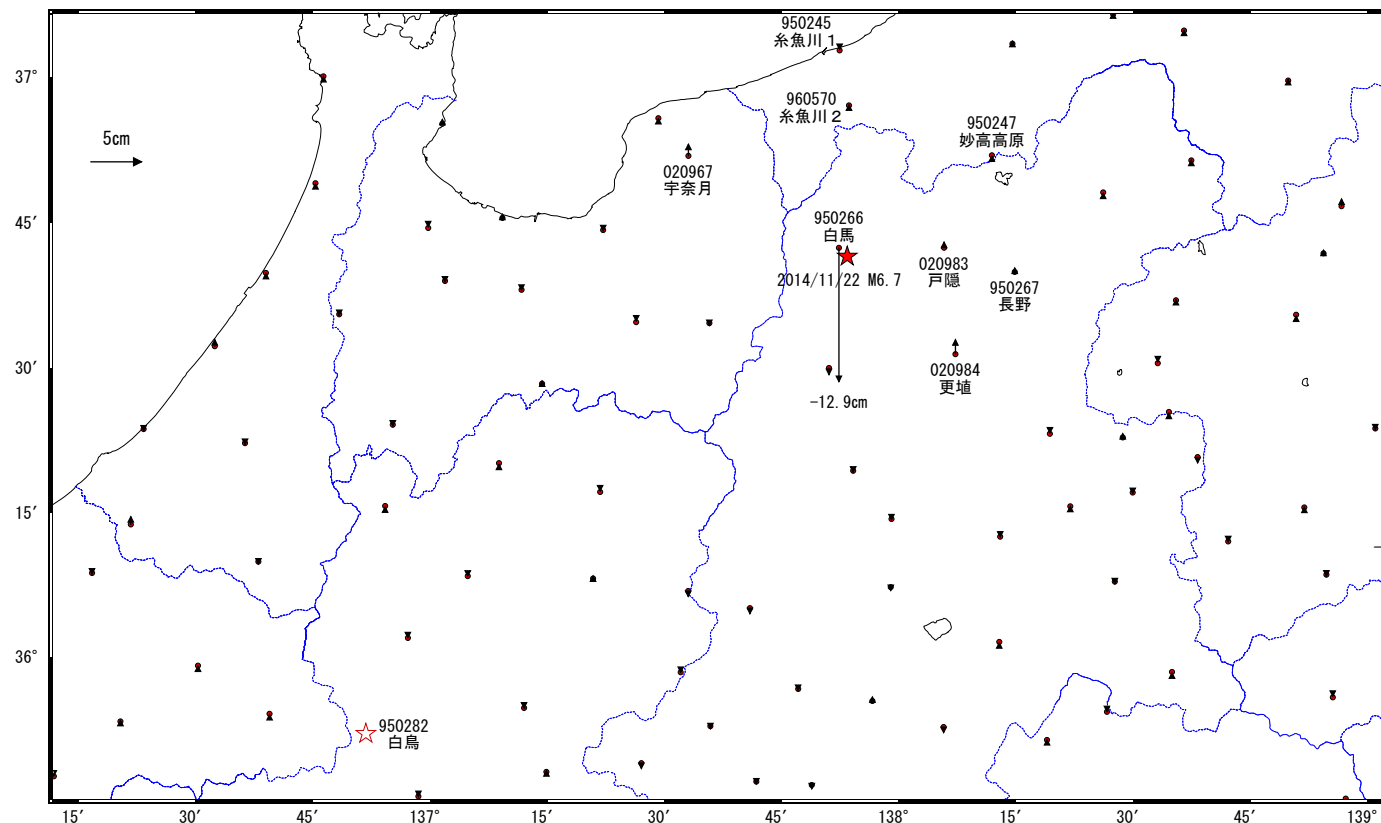 950245
糸魚川１
37°
960570
糸魚川２
5cm
950247
妙高高原
020967
宇奈月
45′
950266
白馬
020983
戸隠
2014/11/22 M6.7
950267
長野
30′
020984
更埴
-12.9cm
15′
36°
950282
白鳥
15′ 30′ 45′ 137° 15′ 30′ 45′ 138° 15′ 30′ 45′ 139°